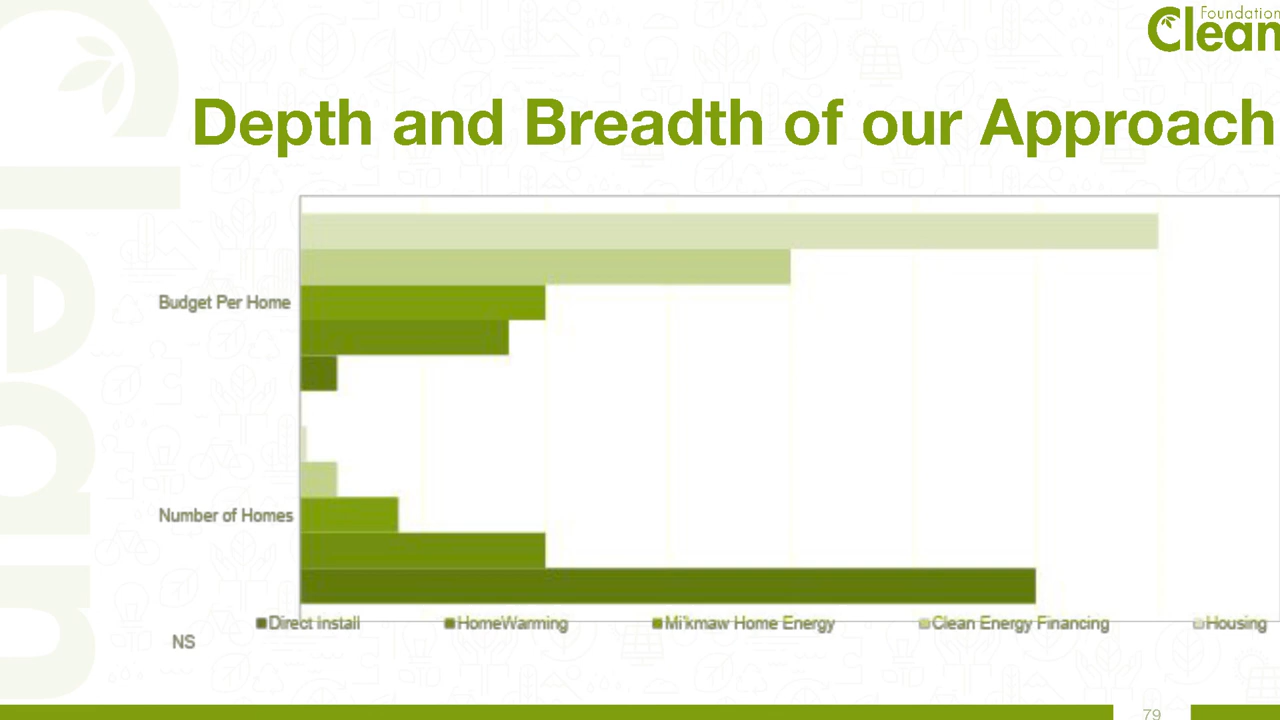 Foundation
Clean
Depth and Breadth of our Approach
Budget Per Home
Number of Homes
Direct Install HomeWarming Mi'kmaw Home Energy Clean Energy Financing Housing
NS
79
Clean